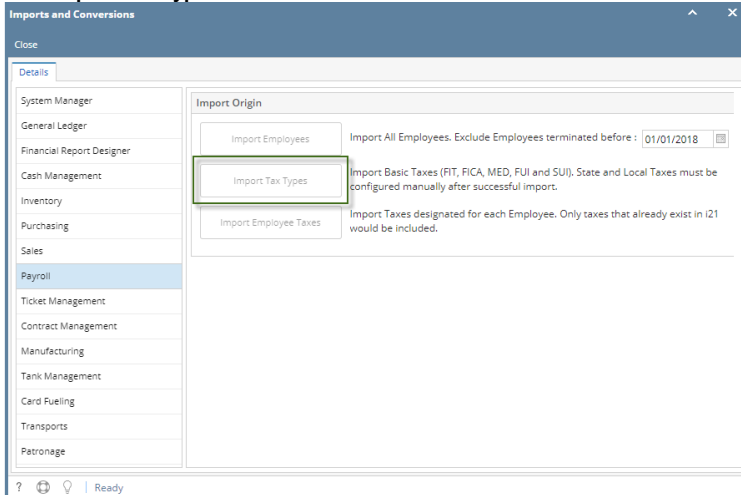 Imports and Conversions
Close
Details
System Manager
General Ledger
Financial Report Designer
Cash Management
Inventory
Purchasing
Sales
Payroll
Ticket Management
Contract Management
Manufacturing
Tank Management
Card Fueling
Transports
Patronage
Import Origin
Import Employees
Import All Employees. Exclude Employees terminated before : 01/01/2018
Import Tax Types
Import Basic Taxes (FIT, FICA, MED, FUI and SUI). State and Local Taxes must be
configured manually after successful import.
Import Employee Taxes
Import Taxes designated for each Employee. Only taxes that already exist in i21
would be included.
? Ready